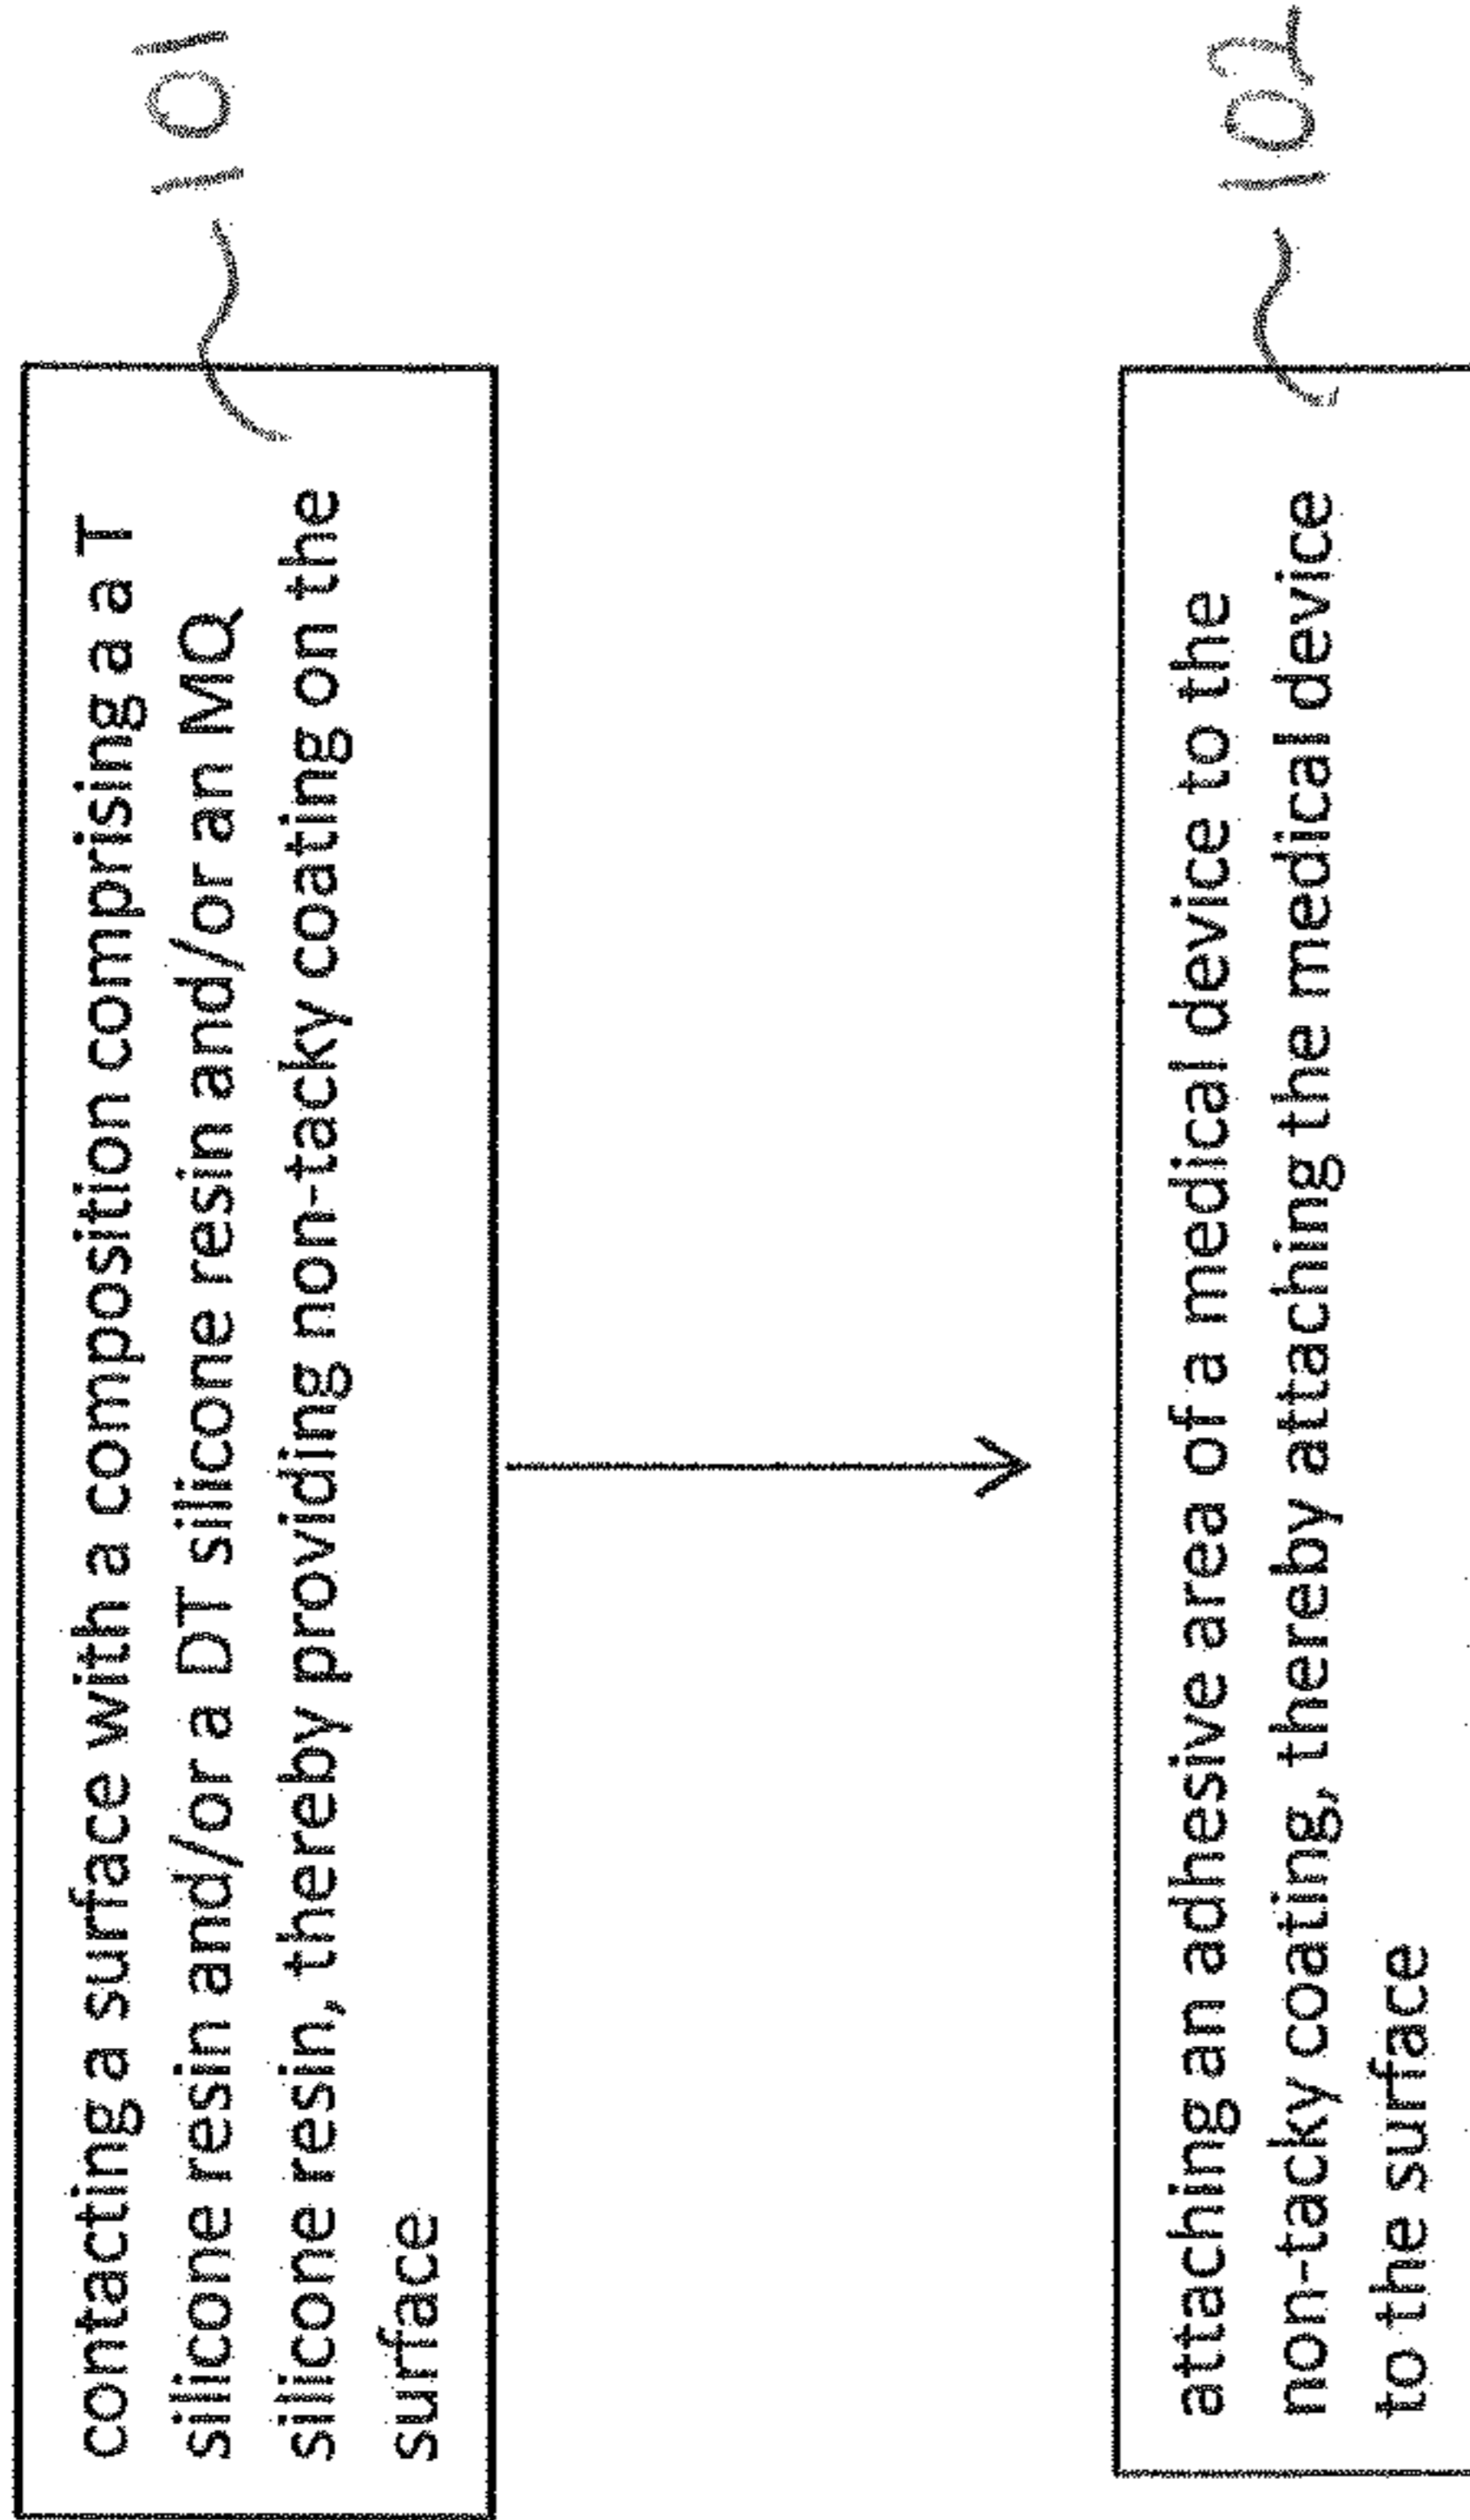 contacting a surface with a composition comprising a a T
silicone resin and/or a DT silicone resin and/or an MQ
silicone resin, thereby providing non-tacky coating on the
surface
101
attaching an adhesive area of a medical device to the
non-tacky coating, thereby attaching the medical device
to the surface
102